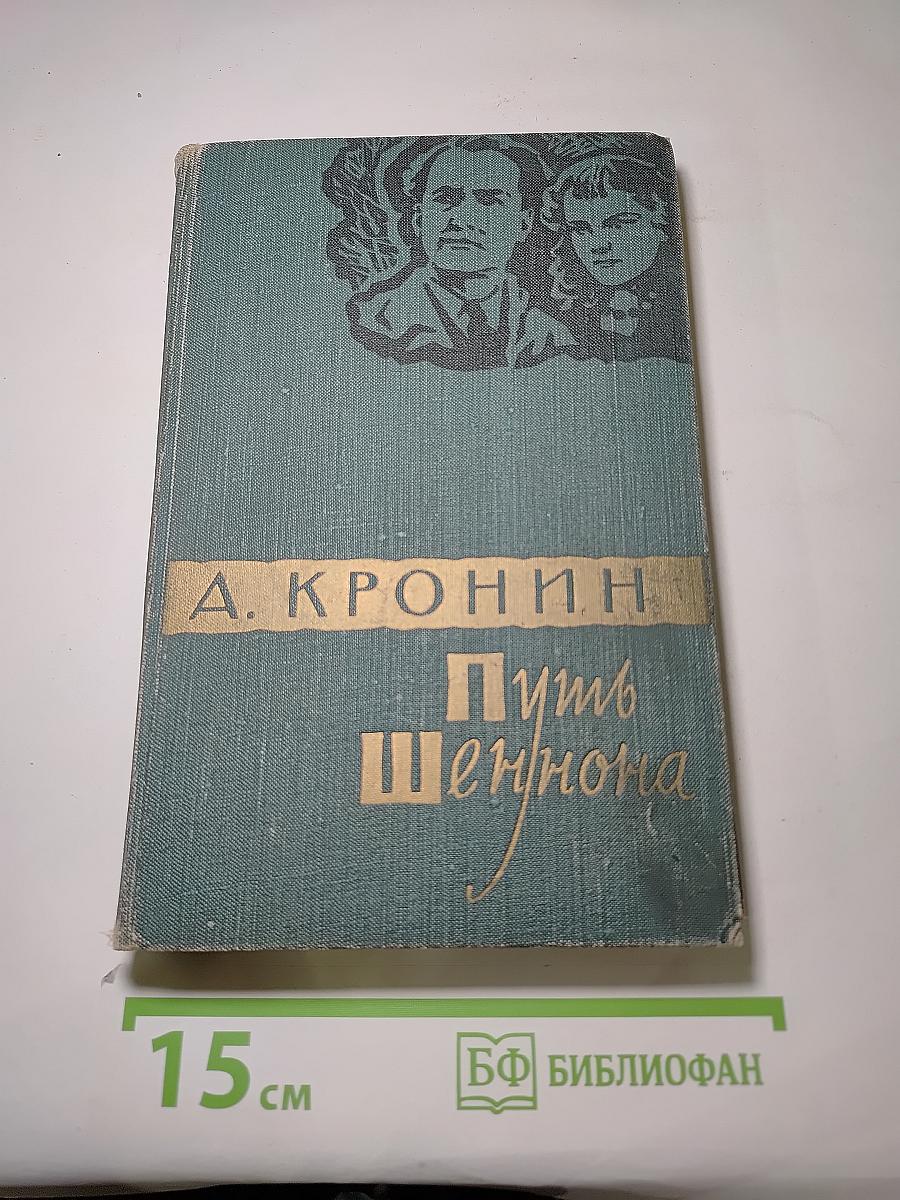 А. КРОНИН
Путь
Шеннона
15 см
БФ БИБЛИОФАН